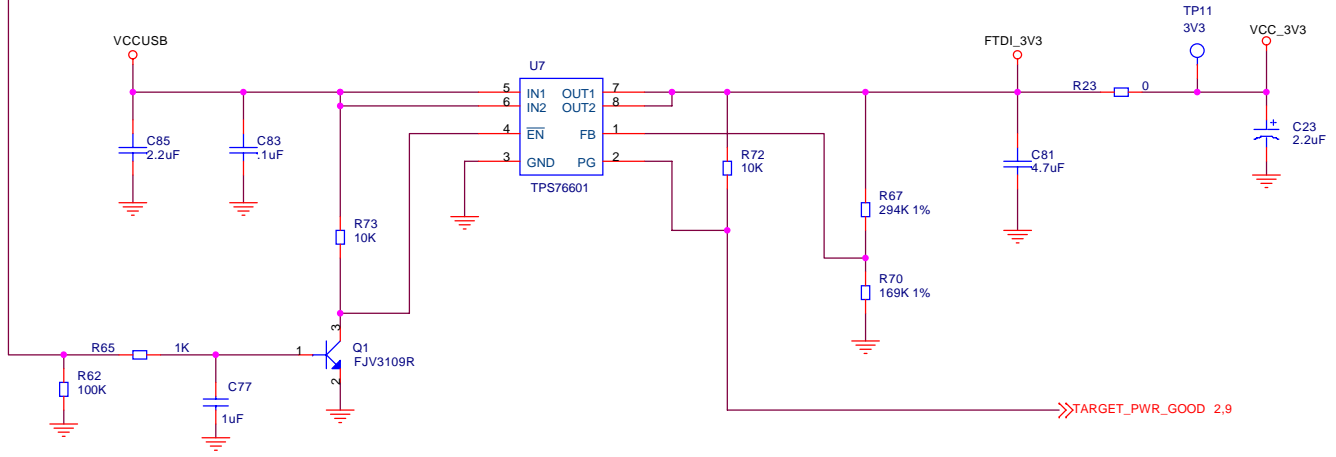 TP11
3V3
VCCUSB
FTDI_3V3
VCC_3V3
U7
5 IN1 OUT1 7
6 IN2 OUT2 8
4 EN FB 1
3 GND PG 2
TPS76601
R23 0
C85
2.2uF
C83
.1uF
R72
10K
C81
4.7uF
C23
2.2uF
+
R67
294K 1%
R73
10K
R70
169K 1%
3
R65 1K
1
Q1
FJV3109R
2
R62
100K
C77
1uF
TARGET_PWR_GOOD 2,9